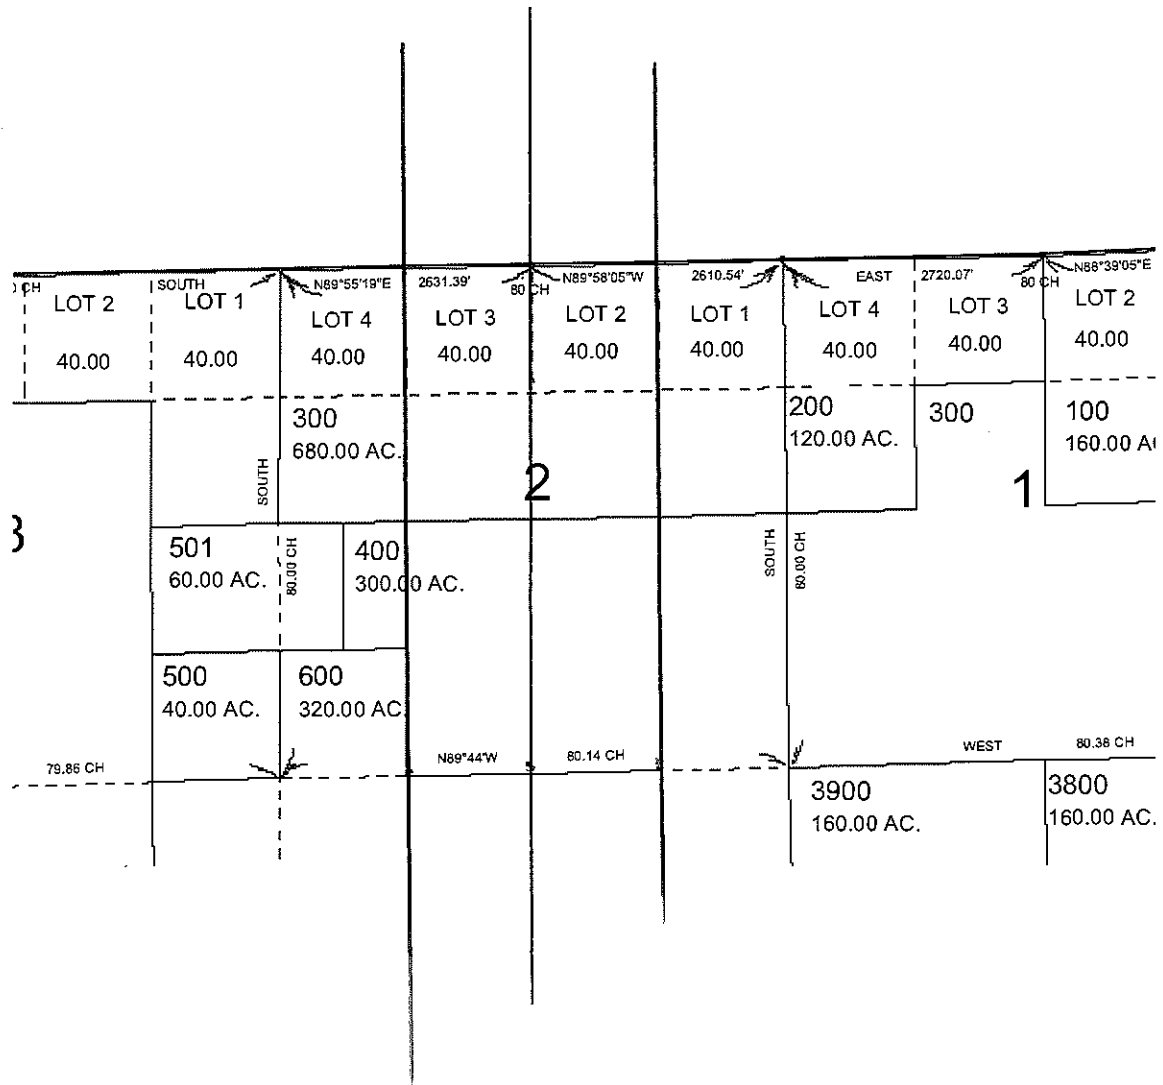 CH
SOUTH
N89°55'19"E
2631.39'
80 CH
N89°58'05"W
2610.54'
EAST
2720.07'
80 CH
N88°39'05"E
LOT 2
40.00
LOT 1
40.00
LOT 4
40.00
LOT 3
40.00
LOT 2
40.00
LOT 1
40.00
LOT 4
40.00
LOT 3
40.00
LOT 2
40.00
300
680.00 AC.
200
120.00 AC.
300
100
160.00 A
SOUTH
2
1
3
501
60.00 AC.
80.00 CH
400
300.00 AC.
SOUTH
80.00 CH
500
40.00 AC.
600
320.00 AC
79.86 CH
N89°44'W
80.14 CH
WEST
80.38 CH
3900
160.00 AC.
3800
160.00 AC.